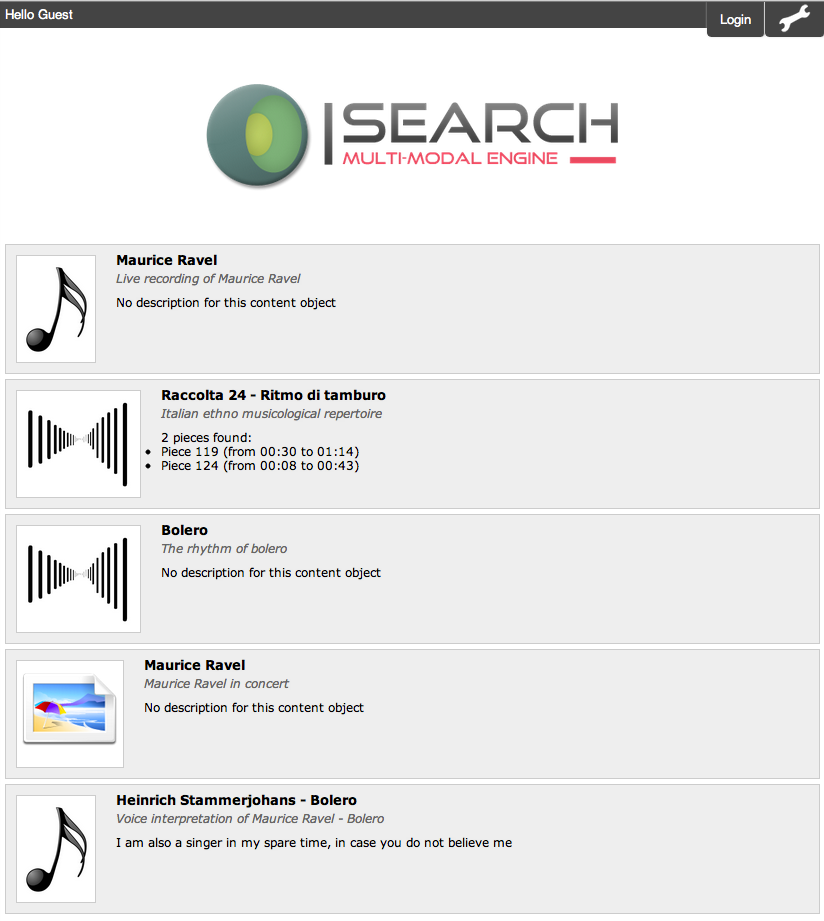 Hello Guest
Login
|SEARCH
MULTI-MODAL ENGINE
Maurice Ravel
Live recording of Maurice Ravel
No description for this content object
Raccolta 24 - Ritmo di tamburo
Italian ethno musicological repertoire
2 pieces found:
• Piece 119 (from 00:30 to 01:14)
• Piece 124 (from 00:08 to 00:43)
Bolero
The rhythm of bolero
No description for this content object
Maurice Ravel
Maurice Ravel in concert
No description for this content object
Heinrich Stammerjohans - Bolero
Voice interpretation of Maurice Ravel - Bolero
I am also a singer in my spare time, in case you do not believe me